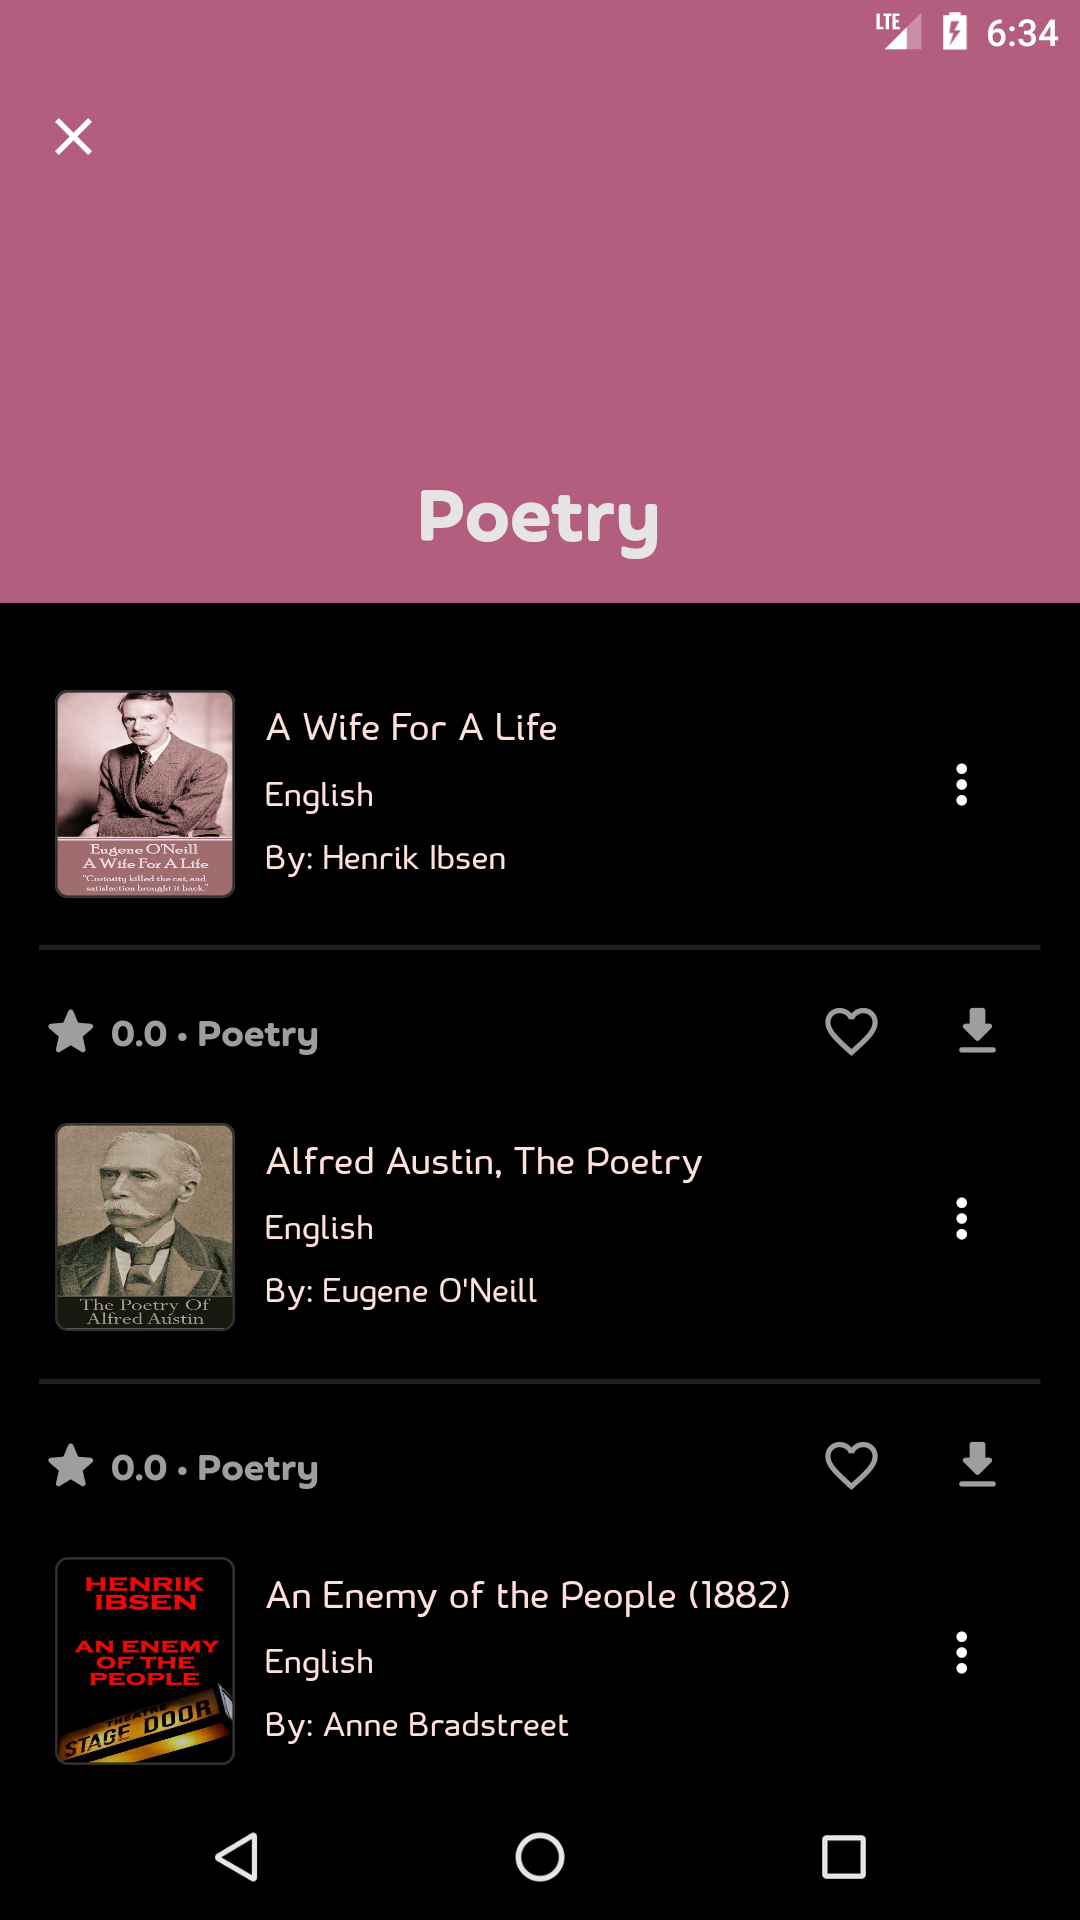 LTE 6:34
Poetry
A Wife For A Life
English
By: Henrik Ibsen
Eugene O'Neill
A Wife For A Life
"Curiosity killed the cat, and
satisfaction brought it back."
0.0 • Poetry
Alfred Austin, The Poetry
English
By: Eugene O'Neill
The Poetry Of
Alfred Austin
0.0 • Poetry
An Enemy of the People (1882)
English
By: Anne Bradstreet
HENRIK
IBSEN
AN ENEMY
OF THE
PEOPLE
THEATRE
STAGE DOOR